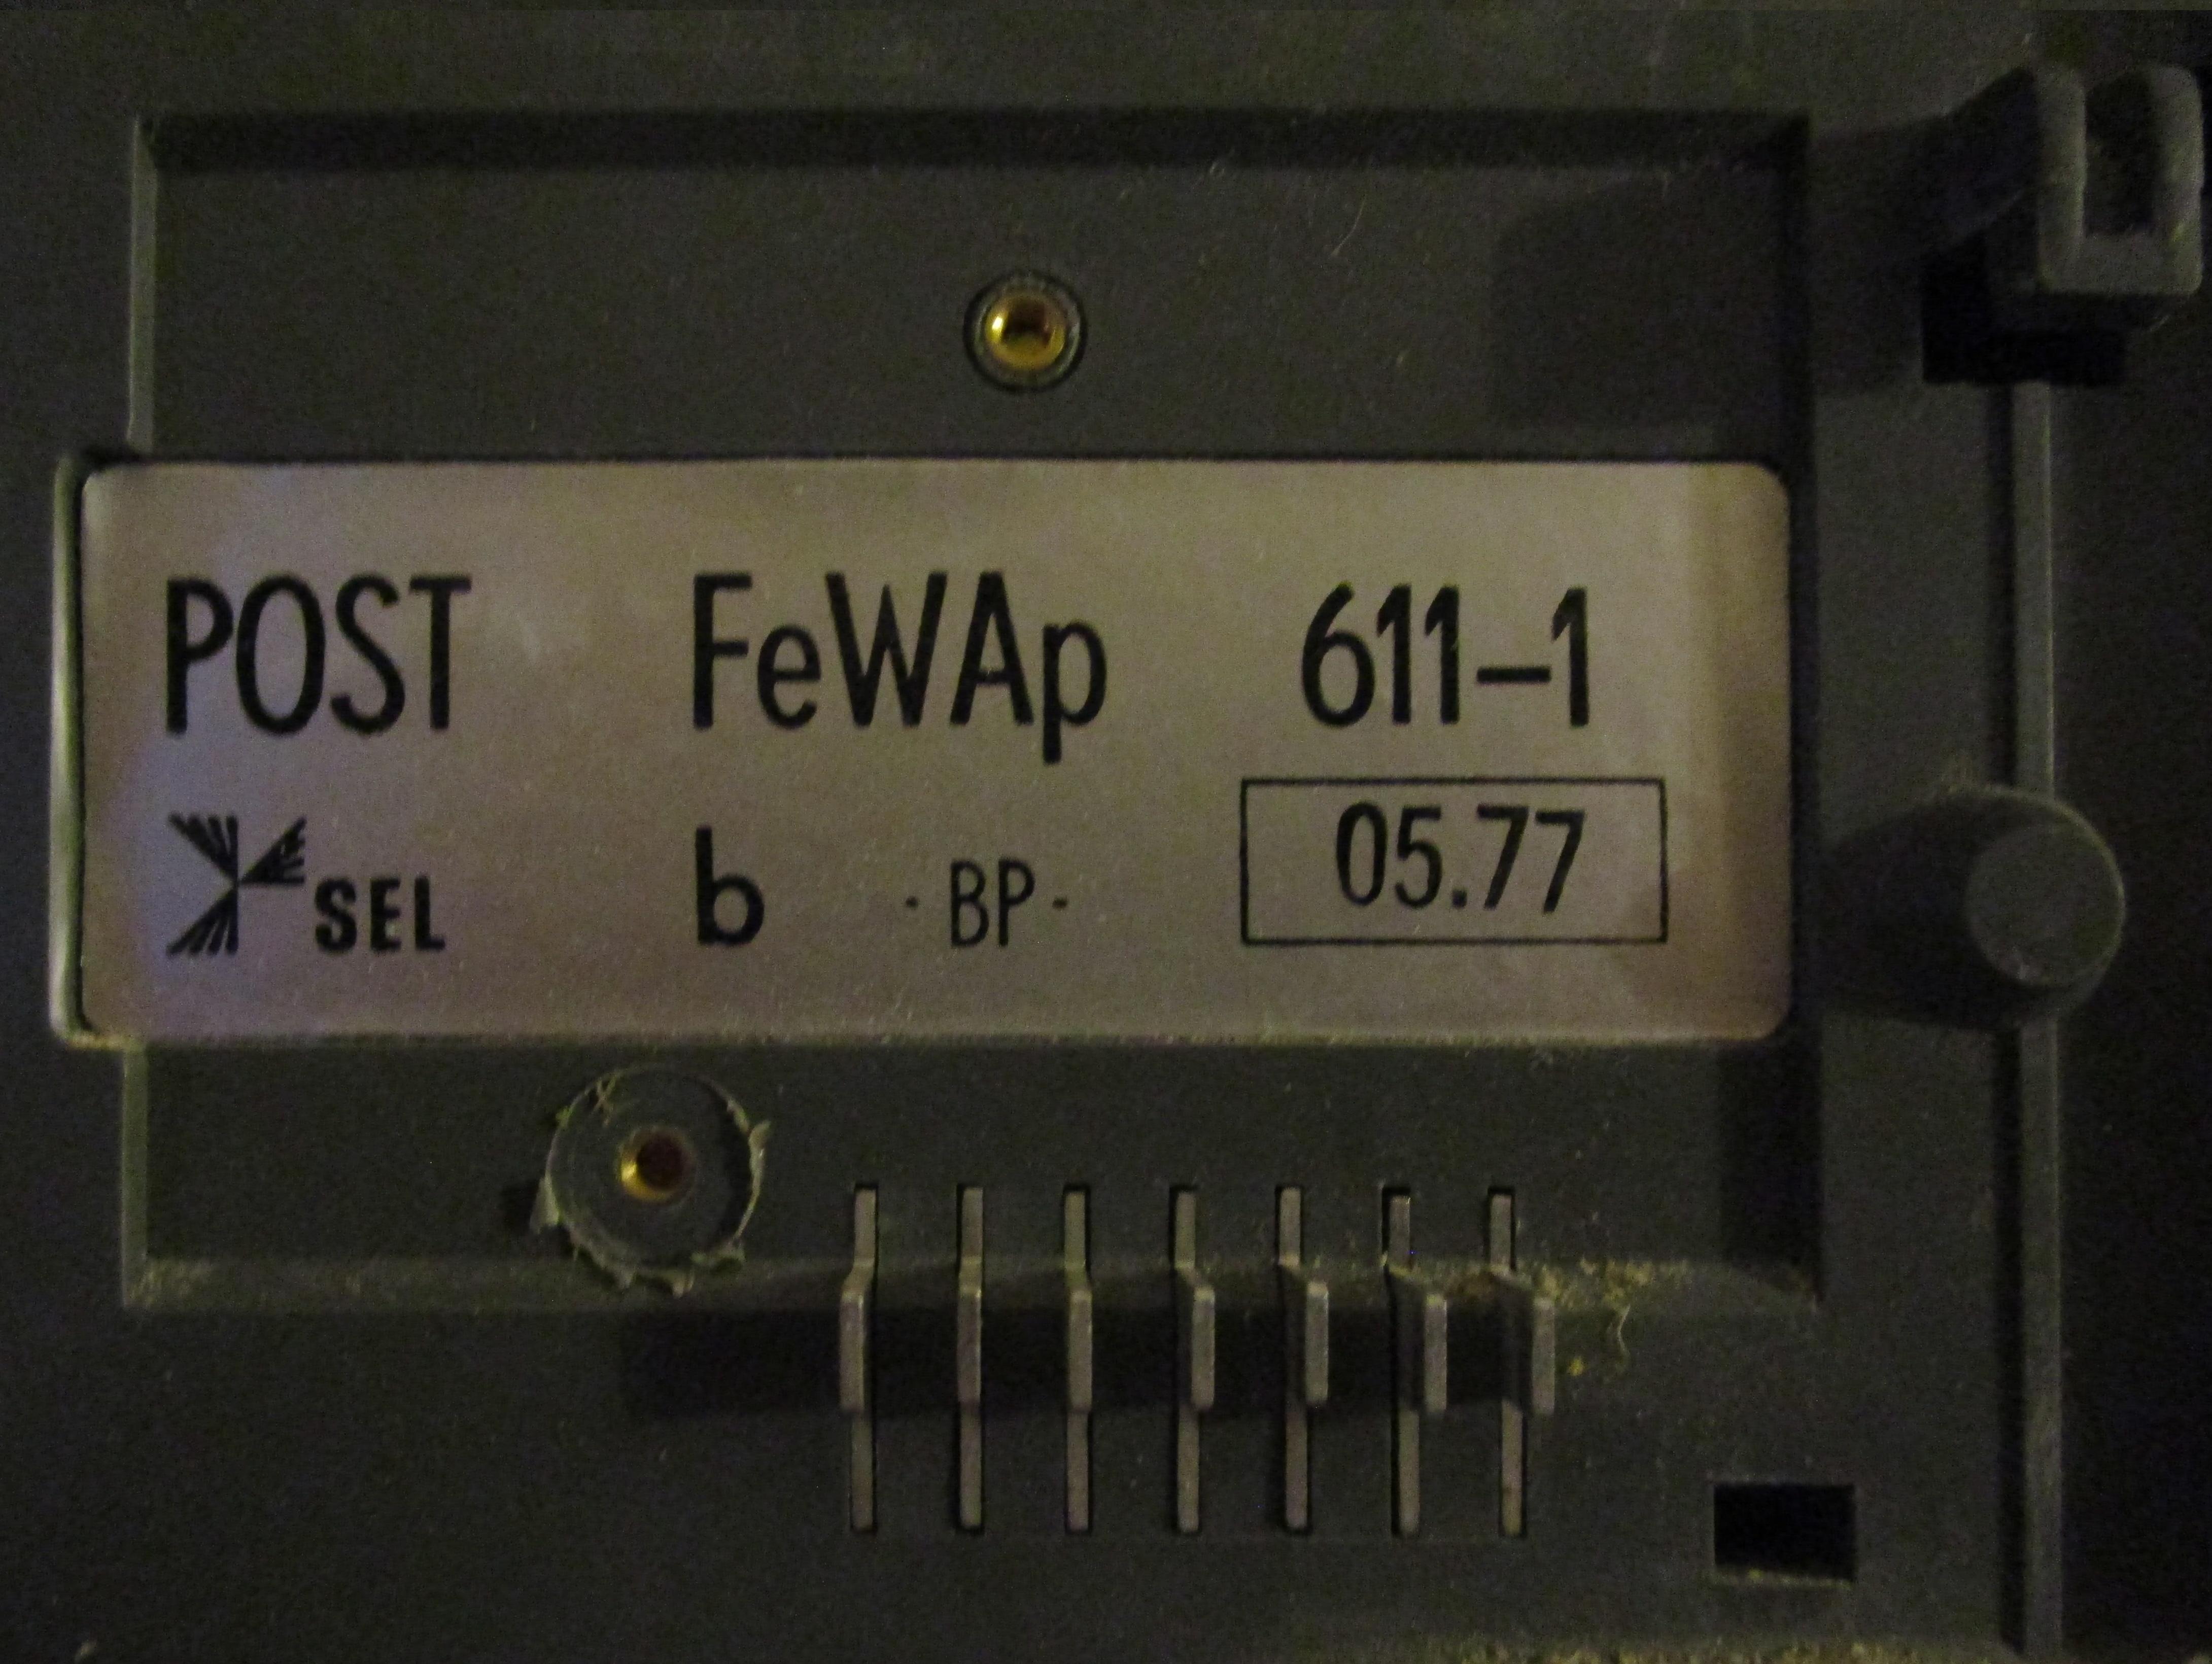 POST FeWAp 611-1
SEL b -BP- 05.77